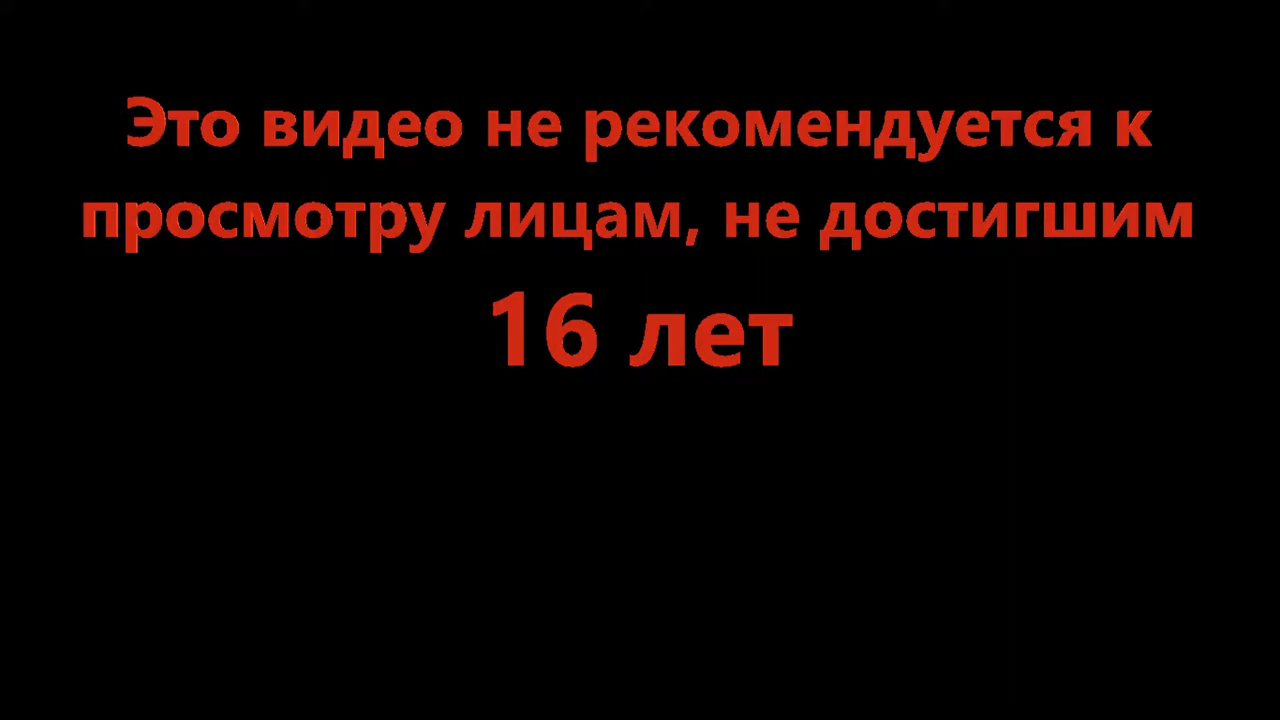 Это видео не рекомендуется к
просмотру лицам, не достигшим
16 лет